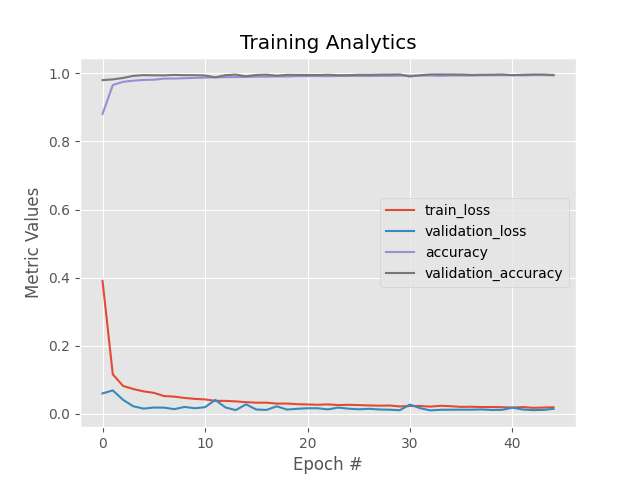 Training Analytics
Metric Values
1.0
0.8
0.6
0.4
0.2
0.0
train_loss
validation_loss
accuracy
validation_accuracy
0
10
20
30
40
Epoch #